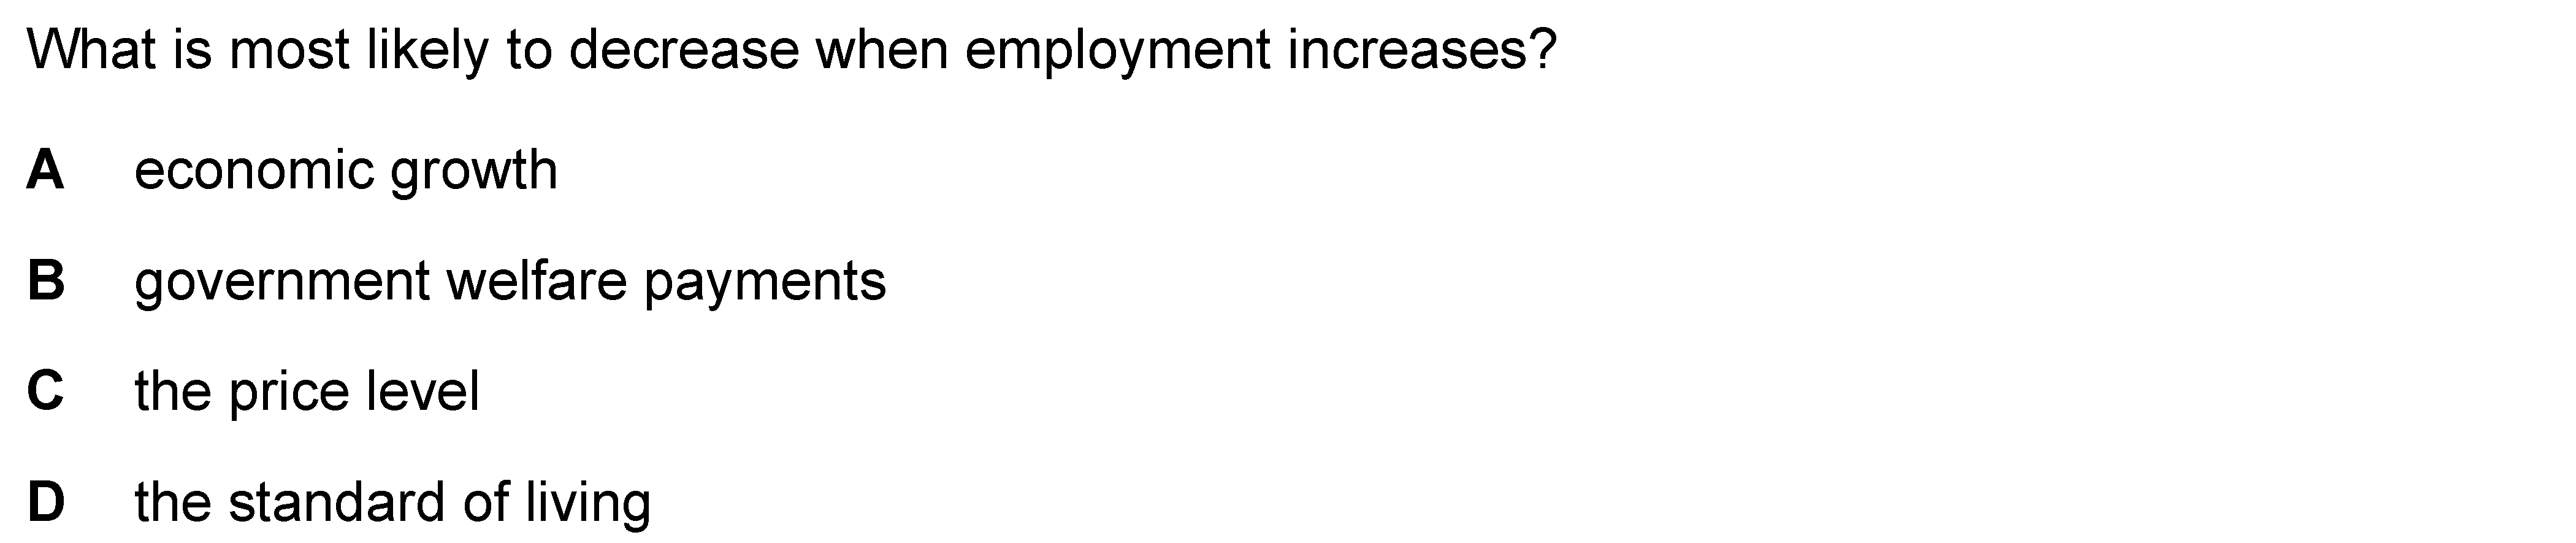 What is most likely to decrease when employment increases?
A economic growth
B government welfare payments
C the price level
D the standard of living